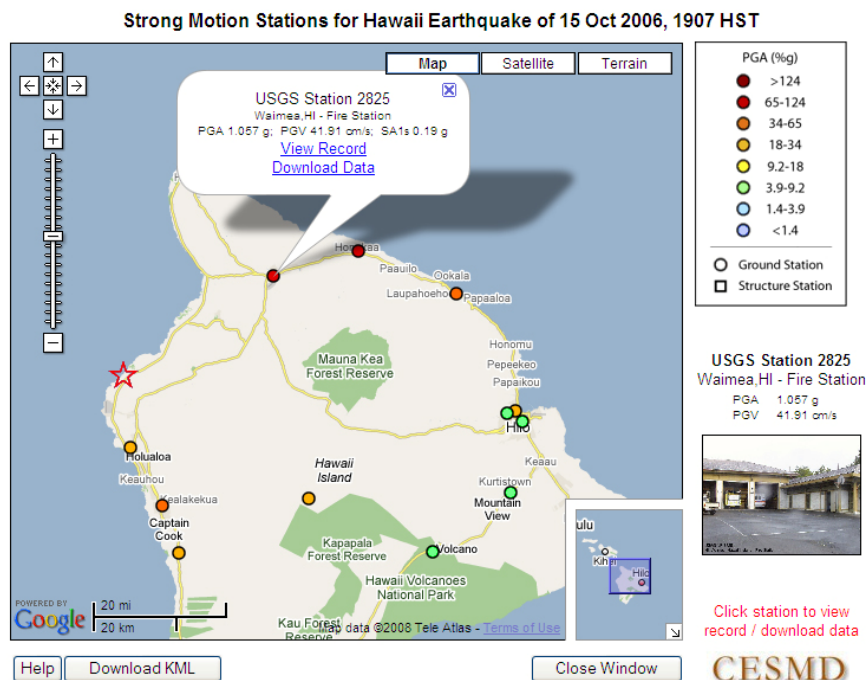 Strong Motion Stations for Hawaii Earthquake of 15 Oct 2006, 1907 HST
Map
Satellite
Terrain
USGS Station 2825
Waimea,HI - Fire Station
PGA 1.057 g; PGV 41.91 cm/s; SA1s 0.19 g
View Record
Download Data
PGA (%g)
>124
65-124
34-65
18-34
9.2-18
3.9-9.2
1.4-3.9
<1.4
Ground Station
Structure Station
Paauilo
Ookala
Laupahoehoe
Papaaloa
Honomu
Pepeekeo
Papaikou
Mauna Kea
Forest Reserve
Hilo
Keaau
Holualoa
Keauhou
Kealakekua
Captain
Cook
Hawaii
Island
Kurtistown
Mountain
View
Kapapala
Forest Reserve
Volcano
Hawaii Volcanoes
National Park
Kau Forest
Reserve
USGS Station 2825
Waimea,HI - Fire Station
PGA 1.057 g
PGV 41.91 cm/s
ulu
Kihei
Hilo
POWERED BY
Google
20 mi
20 km
Map data ©2008 Tele Atlas - Terms of Use
Click station to view
record / download data
Help
Download KML
Close Window
CESMD